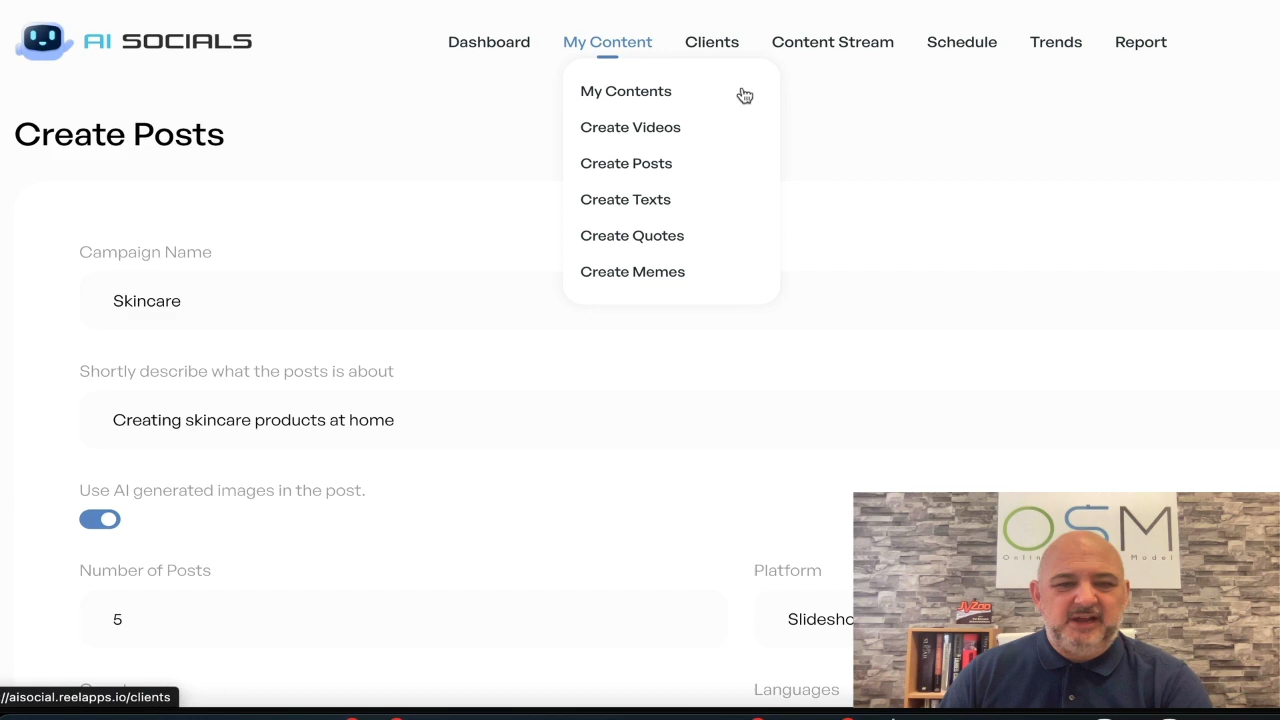 AI SOCIALS
Dashboard My Content Clients Content Stream Schedule Trends Report
My Contents
Create Videos
Create Posts
Create Texts
Create Quotes
Create Memes
Create Posts
Campaign Name
Skincare
Shortly describe what the posts is about
Creating skincare products at home
Use AI generated images in the post.
Number of Posts
5
Platform
Slidesho
Languages
//aisocial.reelapps.io/clients
OSM
JVZoo